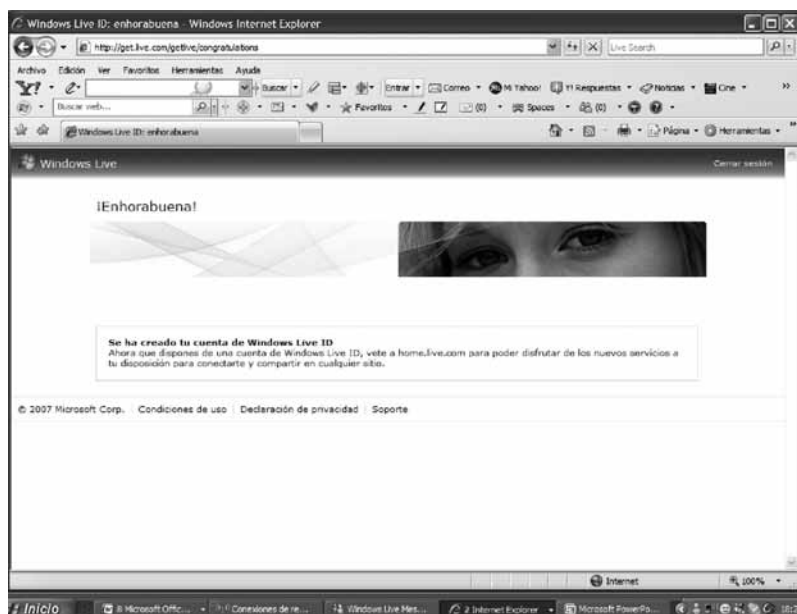 Windows Live ID: enhorabuena - Windows Internet Explorer
http://get.live.com/getlive/congratulations
Live Search
Archivo Edición Ver Favoritos Herramientas Ayuda
Y! Buscar Entrar Correo Mi Yahoo! Y! Respuestas Noticias Cine »
Buscar web... Favoritos (0) Spaces (0)
Windows Live ID: enhorabuena Página Herramientas »
Windows Live Cerrar sesión
¡Enhorabuena!
Se ha creado tu cuenta de Windows Live ID
Ahora que dispones de una cuenta de Windows Live ID, vete a home.live.com para poder disfrutar de los nuevos servicios a
tu disposición para conectarte y compartir en cualquier sitio.
© 2007 Microsoft Corp. | Condiciones de uso | Declaración de privacidad | Soporte
Internet 100%
Inicio 8 Microsoft Offic... Conexiones de re... Windows Live Mes... 2 Internet Explorer Microsoft PowerPo...